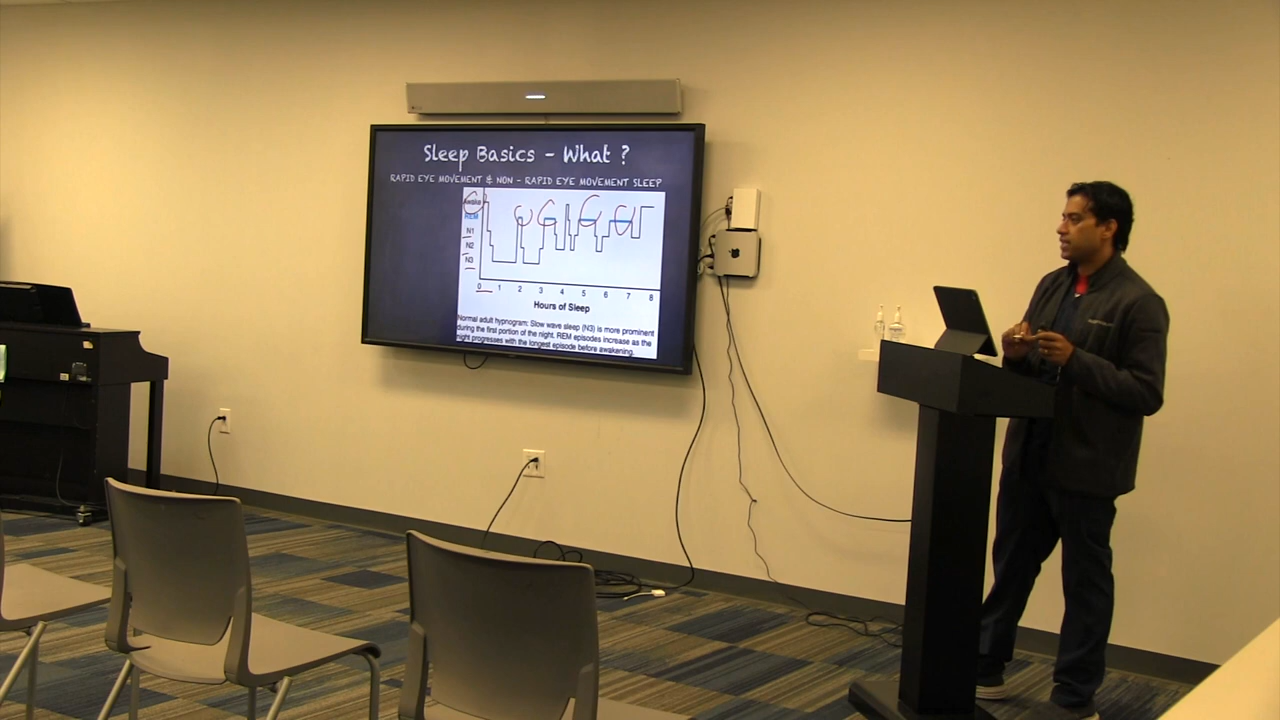 Sleep Basics - What ?
RAPID EYE MOVEMENT & NON - RAPID EYE MOVEMENT SLEEP
Awake
REM
N1
N2
N3
0 1 2 3 4 5 6 7 8
Hours of Sleep
Normal adult hypnogram: Slow wave sleep (N3) is more prominent
during the first portion of the night. REM episodes increase as the
night progresses with the longest episode before awakening.